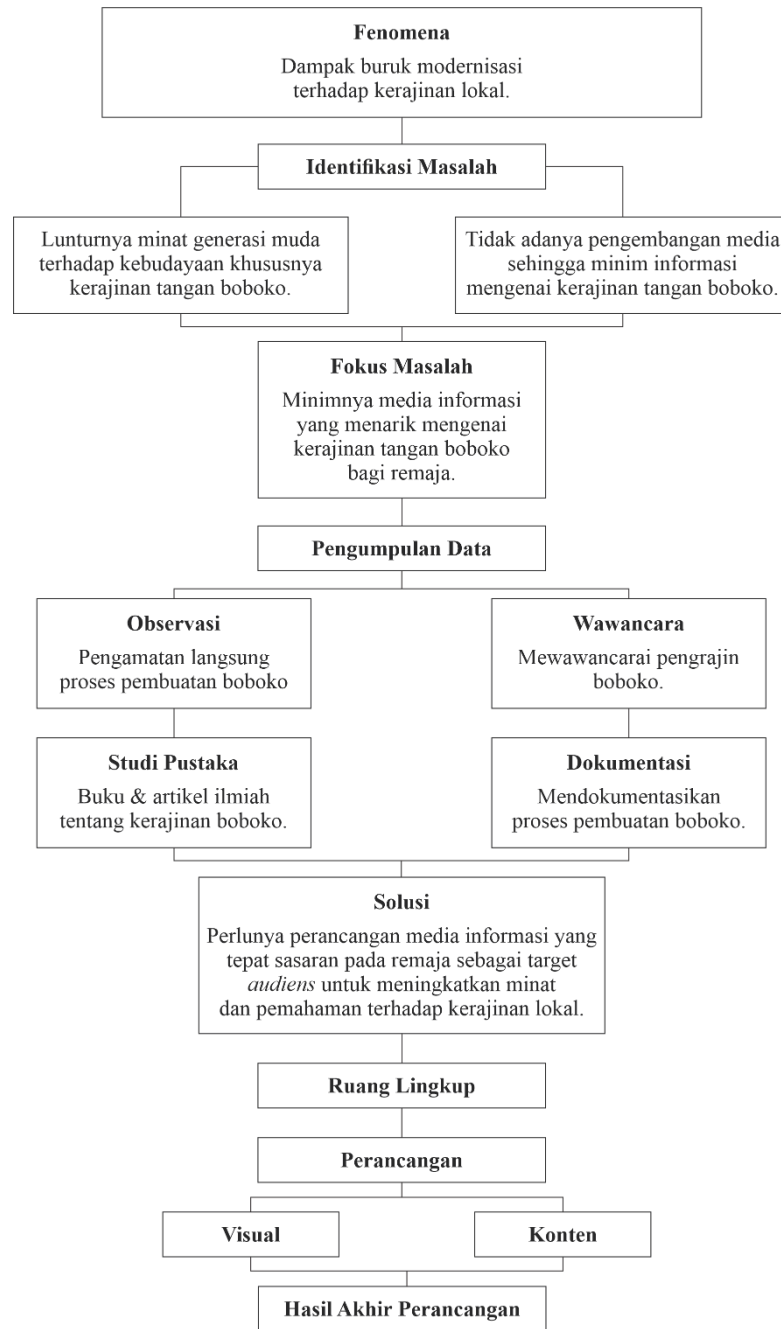 Fenomena
Dampak buruk modernisasi
terhadap kerajinan lokal.
Identifikasi Masalah
Lunturnya minat generasi muda
terhadap kebudayaan khususnya
kerajinan tangan boboko.
Tidak adanya pengembangan media
sehingga minim informasi
mengenai kerajinan tangan boboko.
Fokus Masalah
Minimnya media informasi
yang menarik mengenai
kerajinan tangan boboko
bagi remaja.
Pengumpulan Data
Observasi
Pengamatan langsung
proses pembuatan boboko
Wawancara
Mewawancarai pengrajin
boboko.
Studi Pustaka
Buku & artikel ilmiah
tentang kerajinan boboko.
Dokumentasi
Mendokumentasikan
proses pembuatan boboko.
Solusi
Perlunya perancangan media informasi yang
tepat sasaran pada remaja sebagai target
audiens untuk meningkatkan minat
dan pemahaman terhadap kerajinan lokal.
Ruang Lingkup
Perancangan
Visual
Konten
Hasil Akhir Perancangan